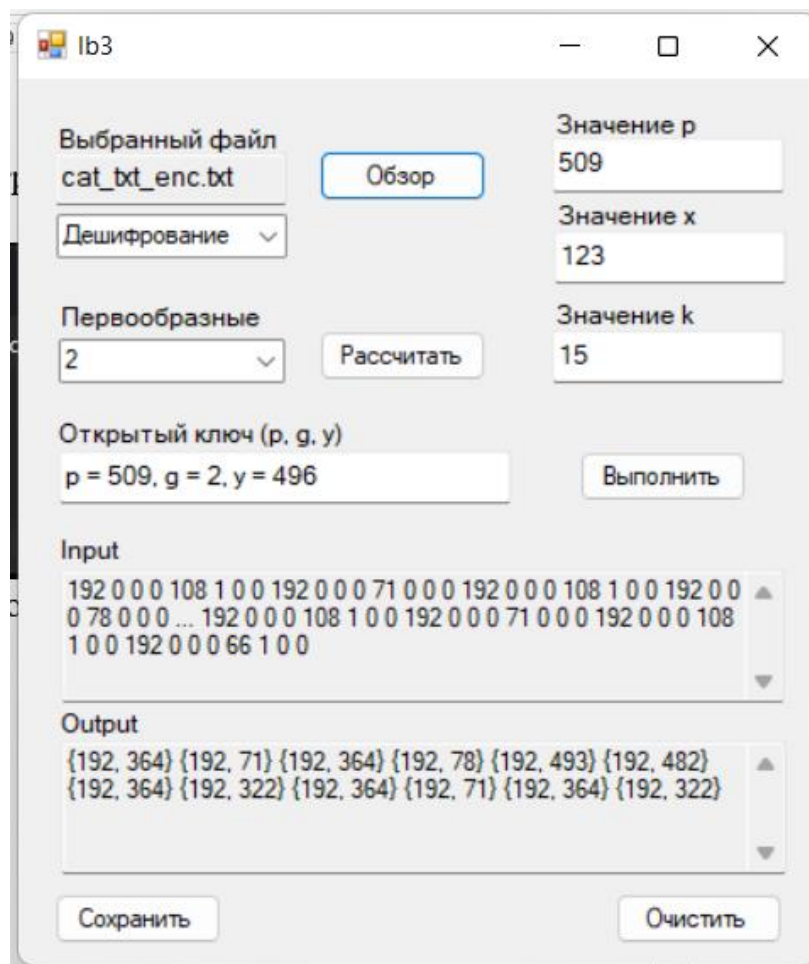 lb3
Выбранный файл
cat_txt_enc.txt
Обзор
Дешифрование
Значение p
509
Значение x
123
Первообразные
2
Рассчитать
Значение k
15
Открытый ключ (p, g, y)
p = 509, g = 2, y = 496
Выполнить
Input
192 0 0 0 108 1 0 0 192 0 0 0 71 0 0 0 192 0 0 0 108 1 0 0 192 0 0
0 78 0 0 0 ... 192 0 0 0 108 1 0 0 192 0 0 0 71 0 0 0 192 0 0 0 108
1 0 0 192 0 0 0 66 1 0 0
Output
{192, 364} {192, 71} {192, 364} {192, 78} {192, 493} {192, 482}
{192, 364} {192, 322} {192, 364} {192, 71} {192, 364} {192, 322}
Сохранить
Очистить